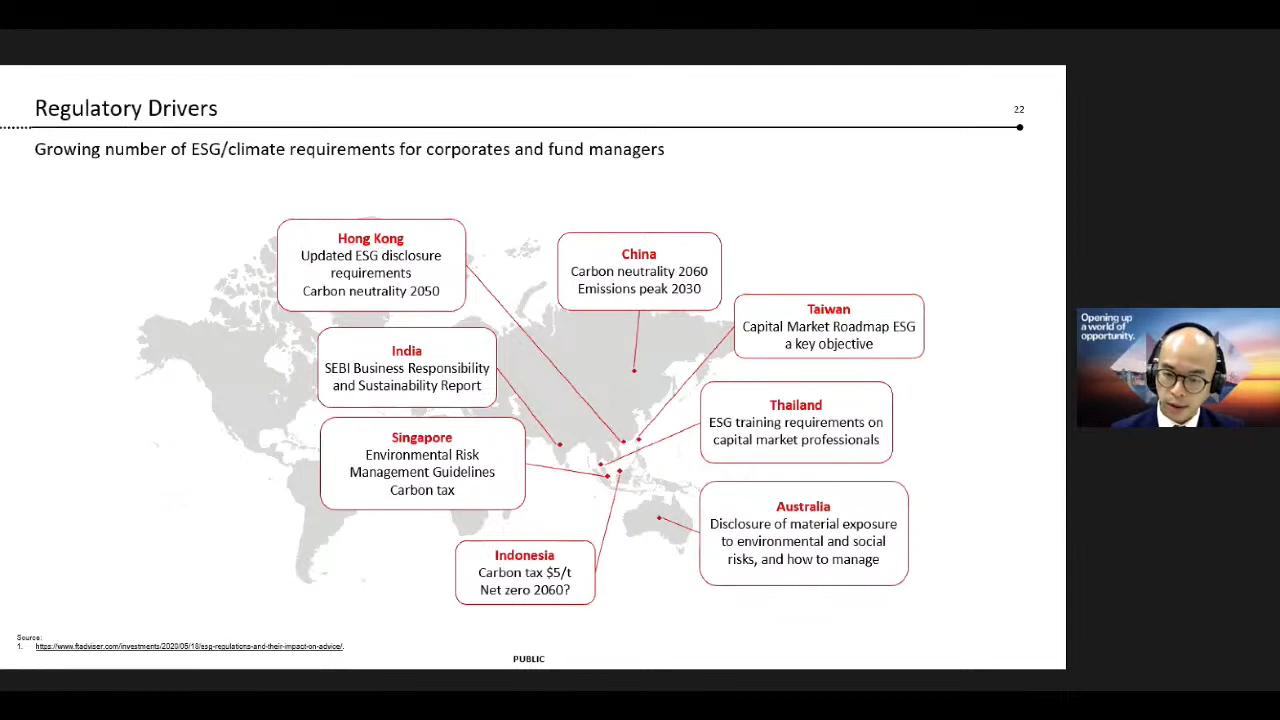 Regulatory Drivers
22
Growing number of ESG/climate requirements for corporates and fund managers
Hong Kong
Updated ESG disclosure
requirements
Carbon neutrality 2050
China
Carbon neutrality 2060
Emissions peak 2030
Taiwan
Capital Market Roadmap ESG
a key objective
India
SEBI Business Responsibility
and Sustainability Report
Thailand
ESG training requirements on
capital market professionals
Singapore
Environmental Risk
Management Guidelines
Carbon tax
Australia
Disclosure of material exposure
to environmental and social
risks, and how to manage
Indonesia
Carbon tax $5/t
Net zero 2060?
Source:
1. https://www.ftadviser.com/investments/2020/05/18/esg-regulations-and-their-impact-on-advice/.
PUBLIC
Opening up
a world of
opportunity.